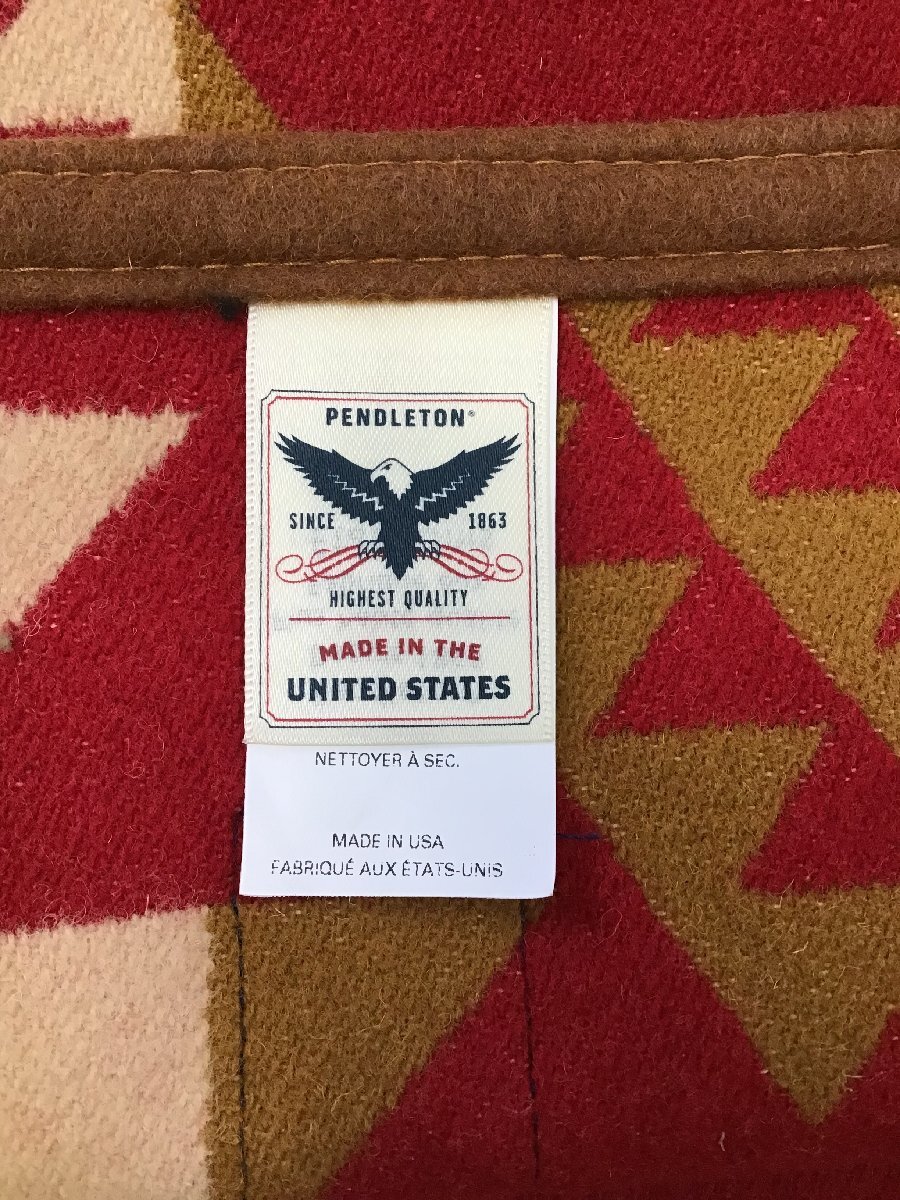 PENDLETON®
SINCE 1863
HIGHEST QUALITY
MADE IN THE
UNITED STATES
NETTOYER À SEC.
MADE IN USA
FABRIQUÉ AUX ÉTATS-UNIS